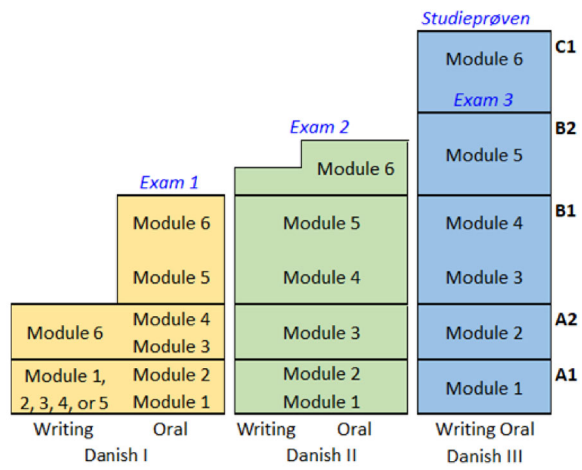 Studieprøven
C1
Module 6
Exam 3
Exam 2
B2
Module 5
Module 6
Exam 1
B1
Module 6
Module 5
Module 4
Module 5
Module 4
Module 3
A2
Module 6
Module 4
Module 3
Module 3
Module 2
A1
Module 1,
2, 3, 4, or 5
Module 2
Module 1
Module 2
Module 1
Module 1
Writing Oral
Writing Oral
Writing Oral
Danish I
Danish II
Danish III